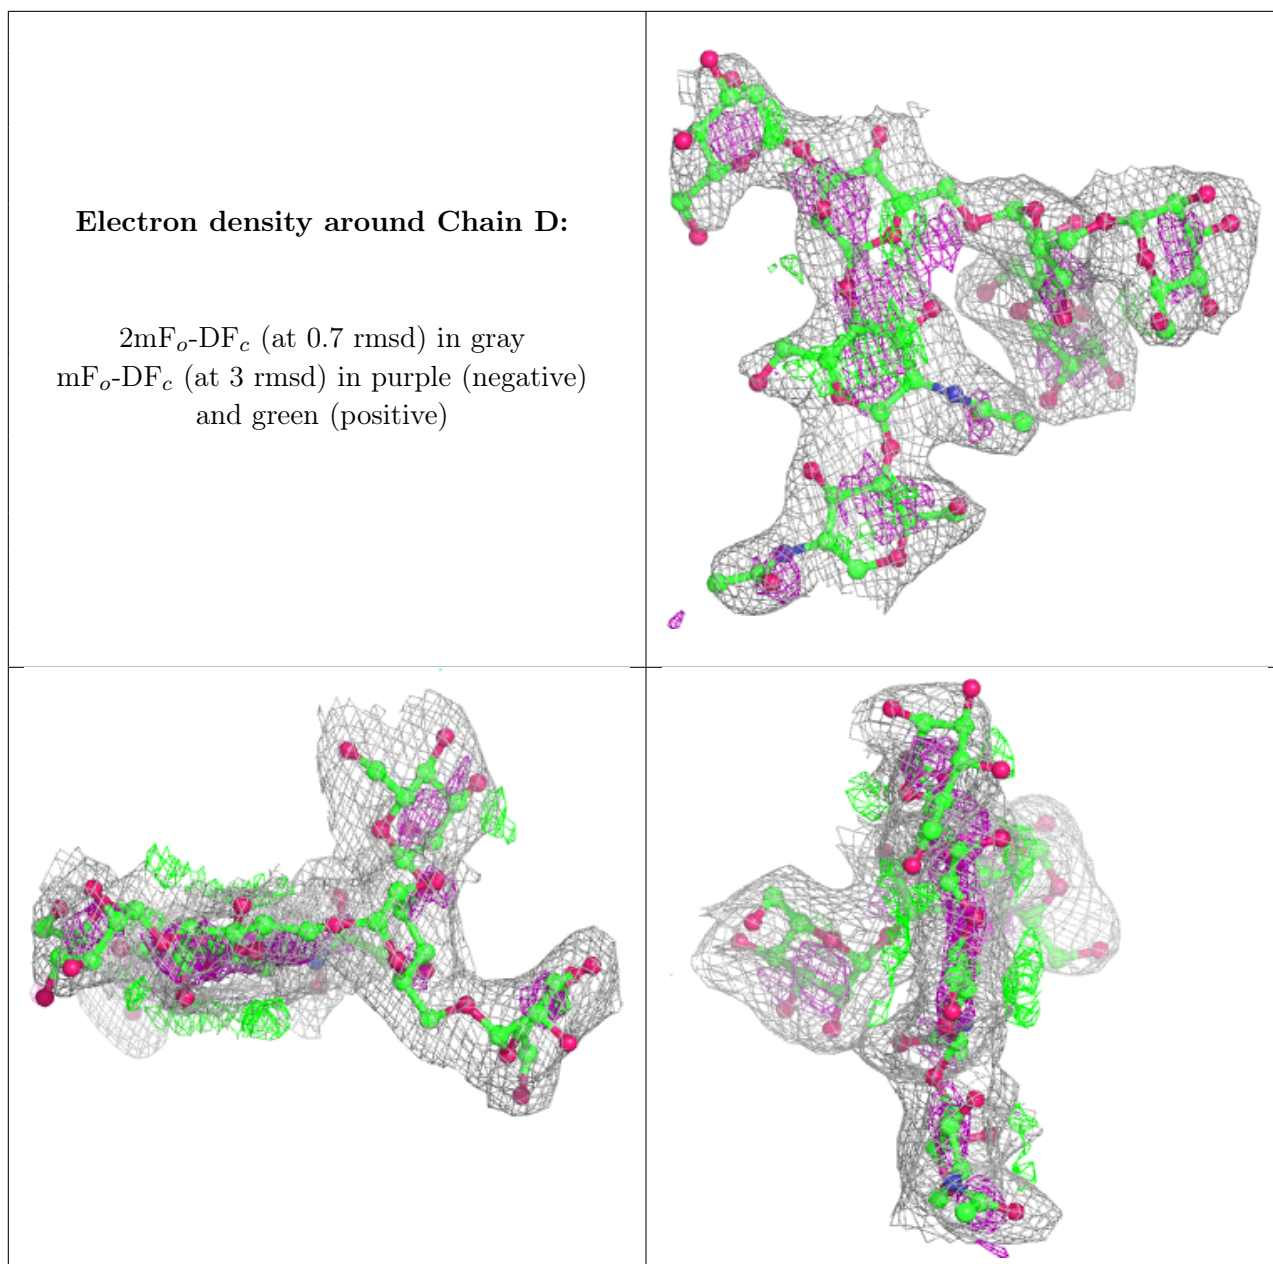 Electron density around Chain D:
2mFo-DFc (at 0.7 rmsd) in gray
mFo-DFc (at 3 rmsd) in purple (negative)
and green (positive)